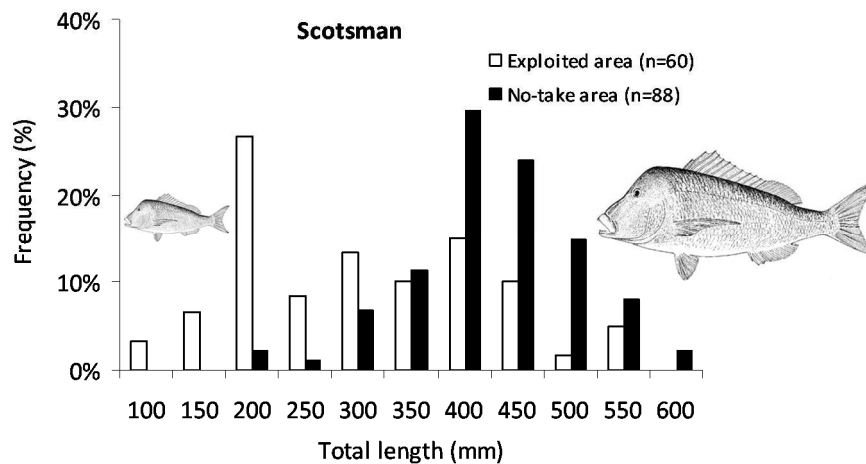 Scotsman
Exploited area (n=60)
No-take area (n=88)
Frequency (%)
40%
30%
20%
10%
0%
100 150 200 250 300 350 400 450 500 550 600
Total length (mm)